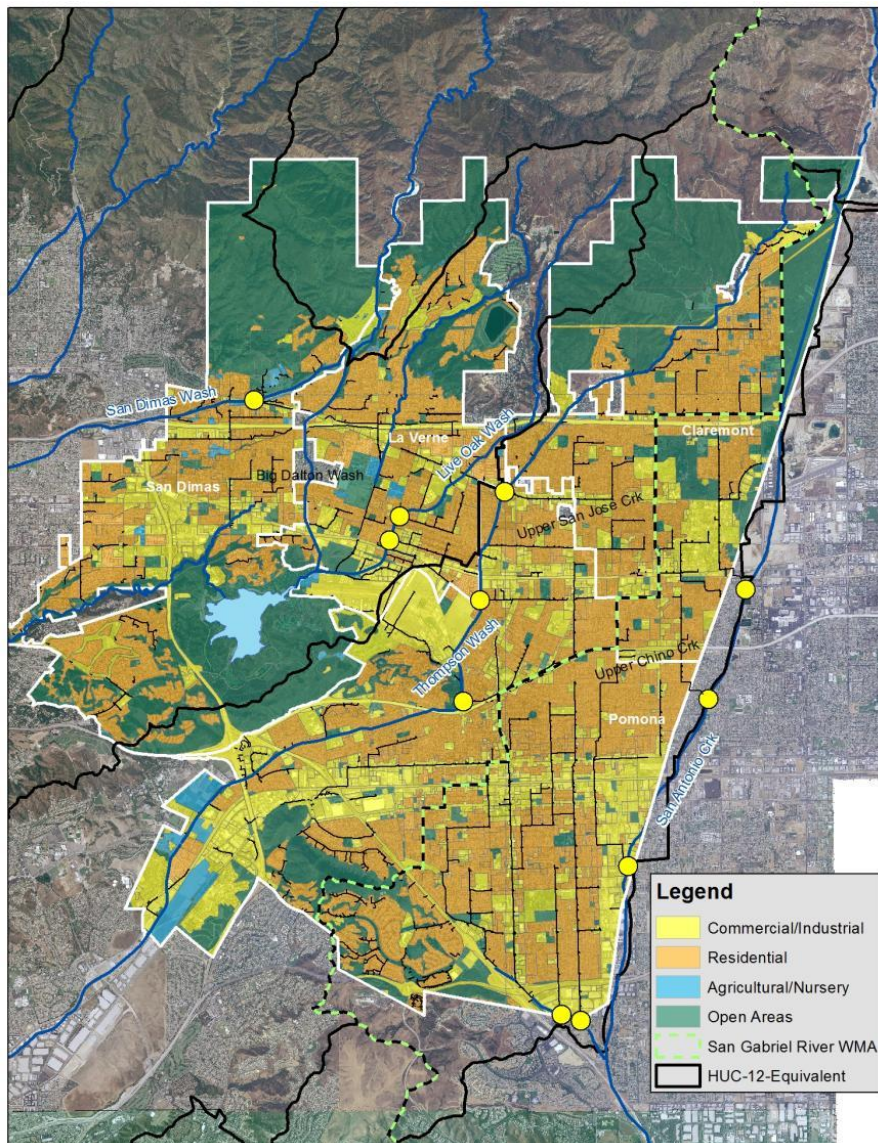 San Dimas Wash
La Verne
Claremont
Live Oak Wash
Big Dalton Wash
San Dimas
Upper San Jose Crk
Thompson Wash
Upper Chino Crk
Pomona
San Antonio Crk
Legend
Commercial/Industrial
Residential
Agricultural/Nursery
Open Areas
San Gabriel River WMA
HUC-12-Equivalent